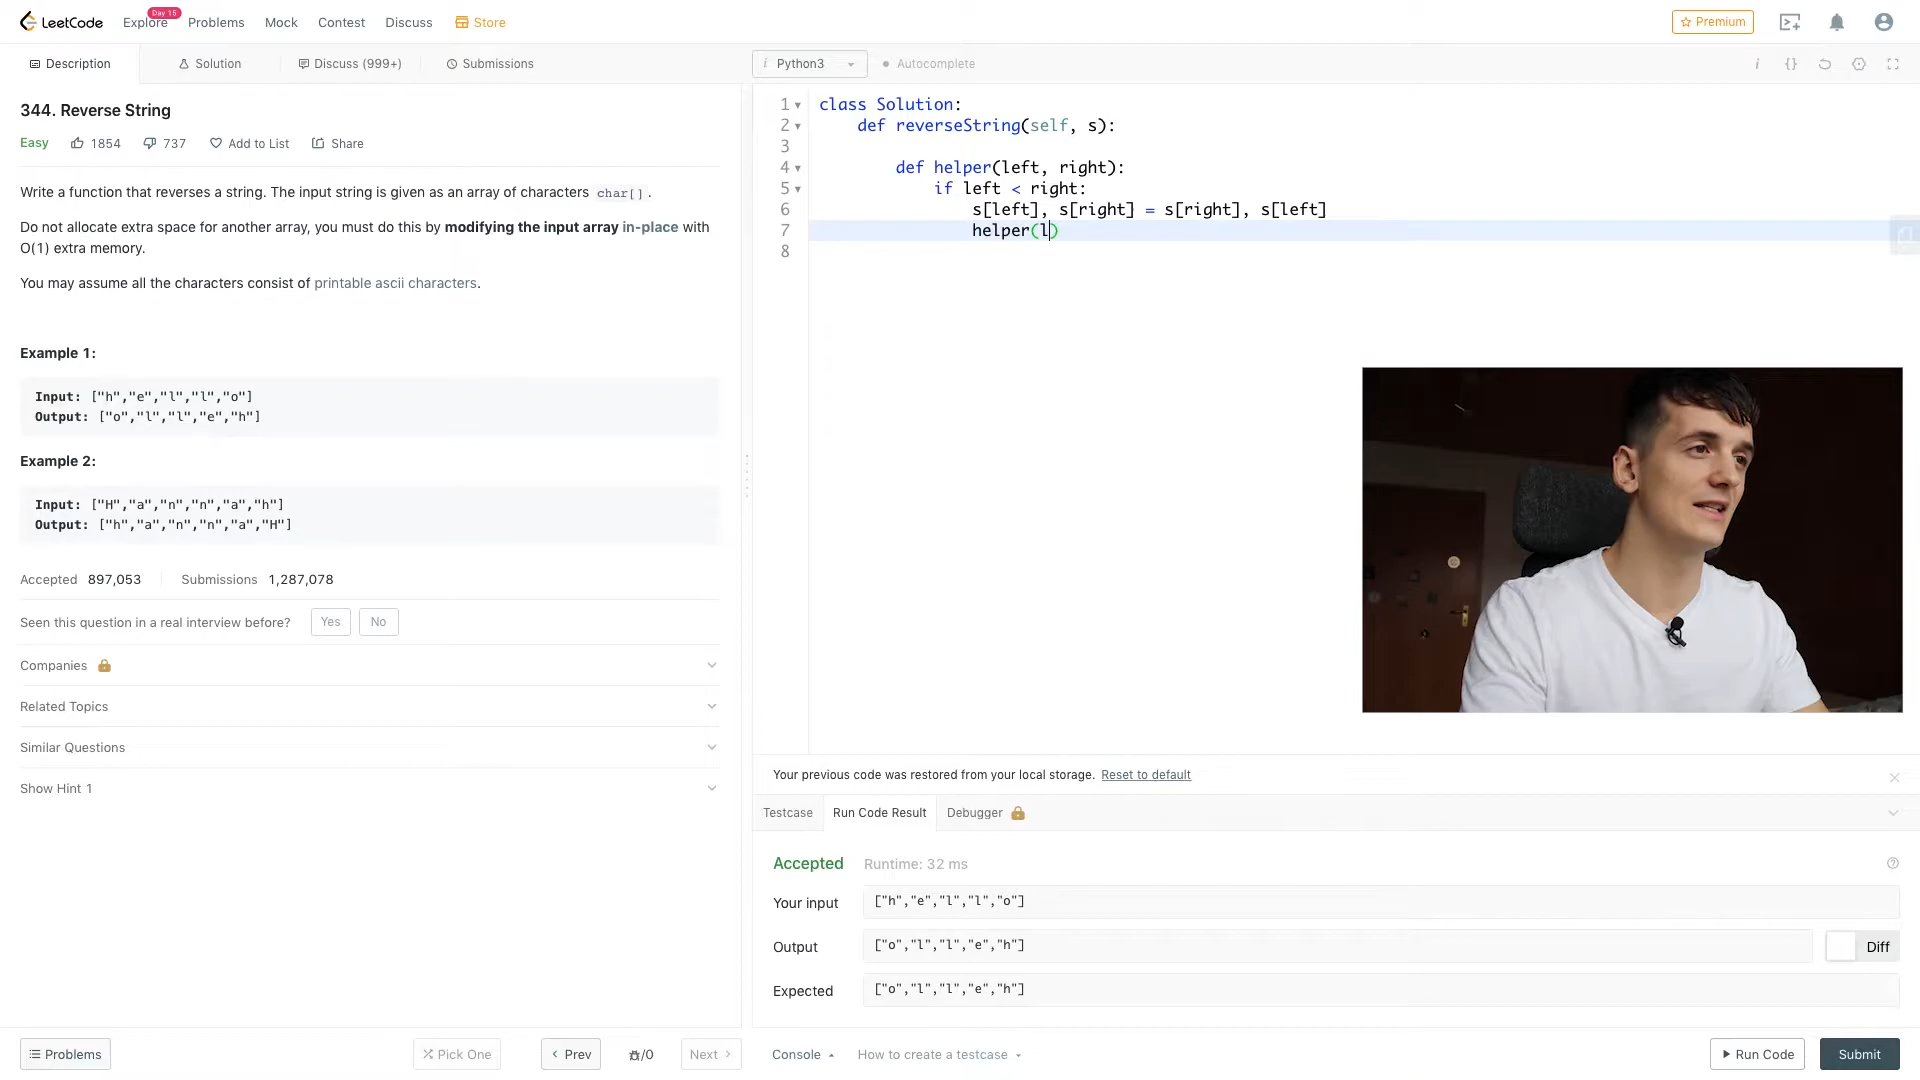 LeetCode
Explore
Day 15
Problems
Mock
Contest
Discuss
Store
Premium
Description
Solution
Discuss (999+)
Submissions
i Python3
Autocomplete
i
{}
344. Reverse String
Easy
1854
737
Add to List
Share
Write a function that reverses a string. The input string is given as an array of characters char[].
Do not allocate extra space for another array, you must do this by modifying the input array in-place with
O(1) extra memory.
You may assume all the characters consist of printable ascii characters.
Example 1:
Input: ["h","e","l","l","o"]
Output: ["o","l","l","e","h"]
Example 2:
Input: ["H","a","n","n","a","h"]
Output: ["h","a","n","n","a","H"]
Accepted 897,053
Submissions 1,287,078
Seen this question in a real interview before?
Yes
No
Companies
Related Topics
Similar Questions
Show Hint 1
Problems
Pick One
Prev
/0
Next
1 class Solution:
2 def reverseString(self, s):
3
4 def helper(left, right):
5 if left < right:
6 s[left], s[right] = s[right], s[left]
7 helper(l)
8
Your previous code was restored from your local storage. Reset to default
Testcase
Run Code Result
Debugger
Accepted
Runtime: 32 ms
Your input
["h","e","l","l","o"]
Output
["o","l","l","e","h"]
Diff
Expected
["o","l","l","e","h"]
Console
How to create a testcase
Run Code
Submit